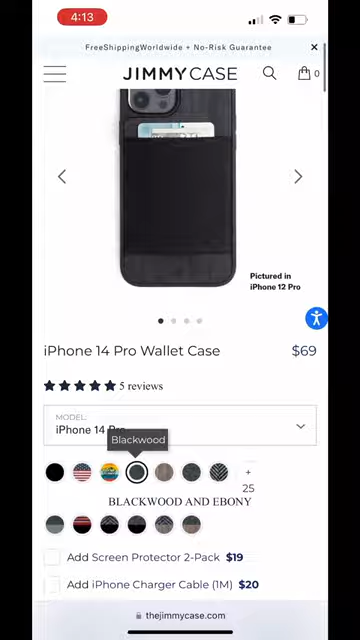 4:13
FreeShippingWorldwide + No-Risk Guarantee
JIMMYCASE
0
Pictured in
iPhone 12 Pro
iPhone 14 Pro Wallet Case
$69
5 reviews
MODEL:
iPhone 14 Pro
Blackwood
+
25
BLACKWOOD AND EBONY
Add Screen Protector 2-Pack $19
Add iPhone Charger Cable (1M) $20
thejimmycase.com